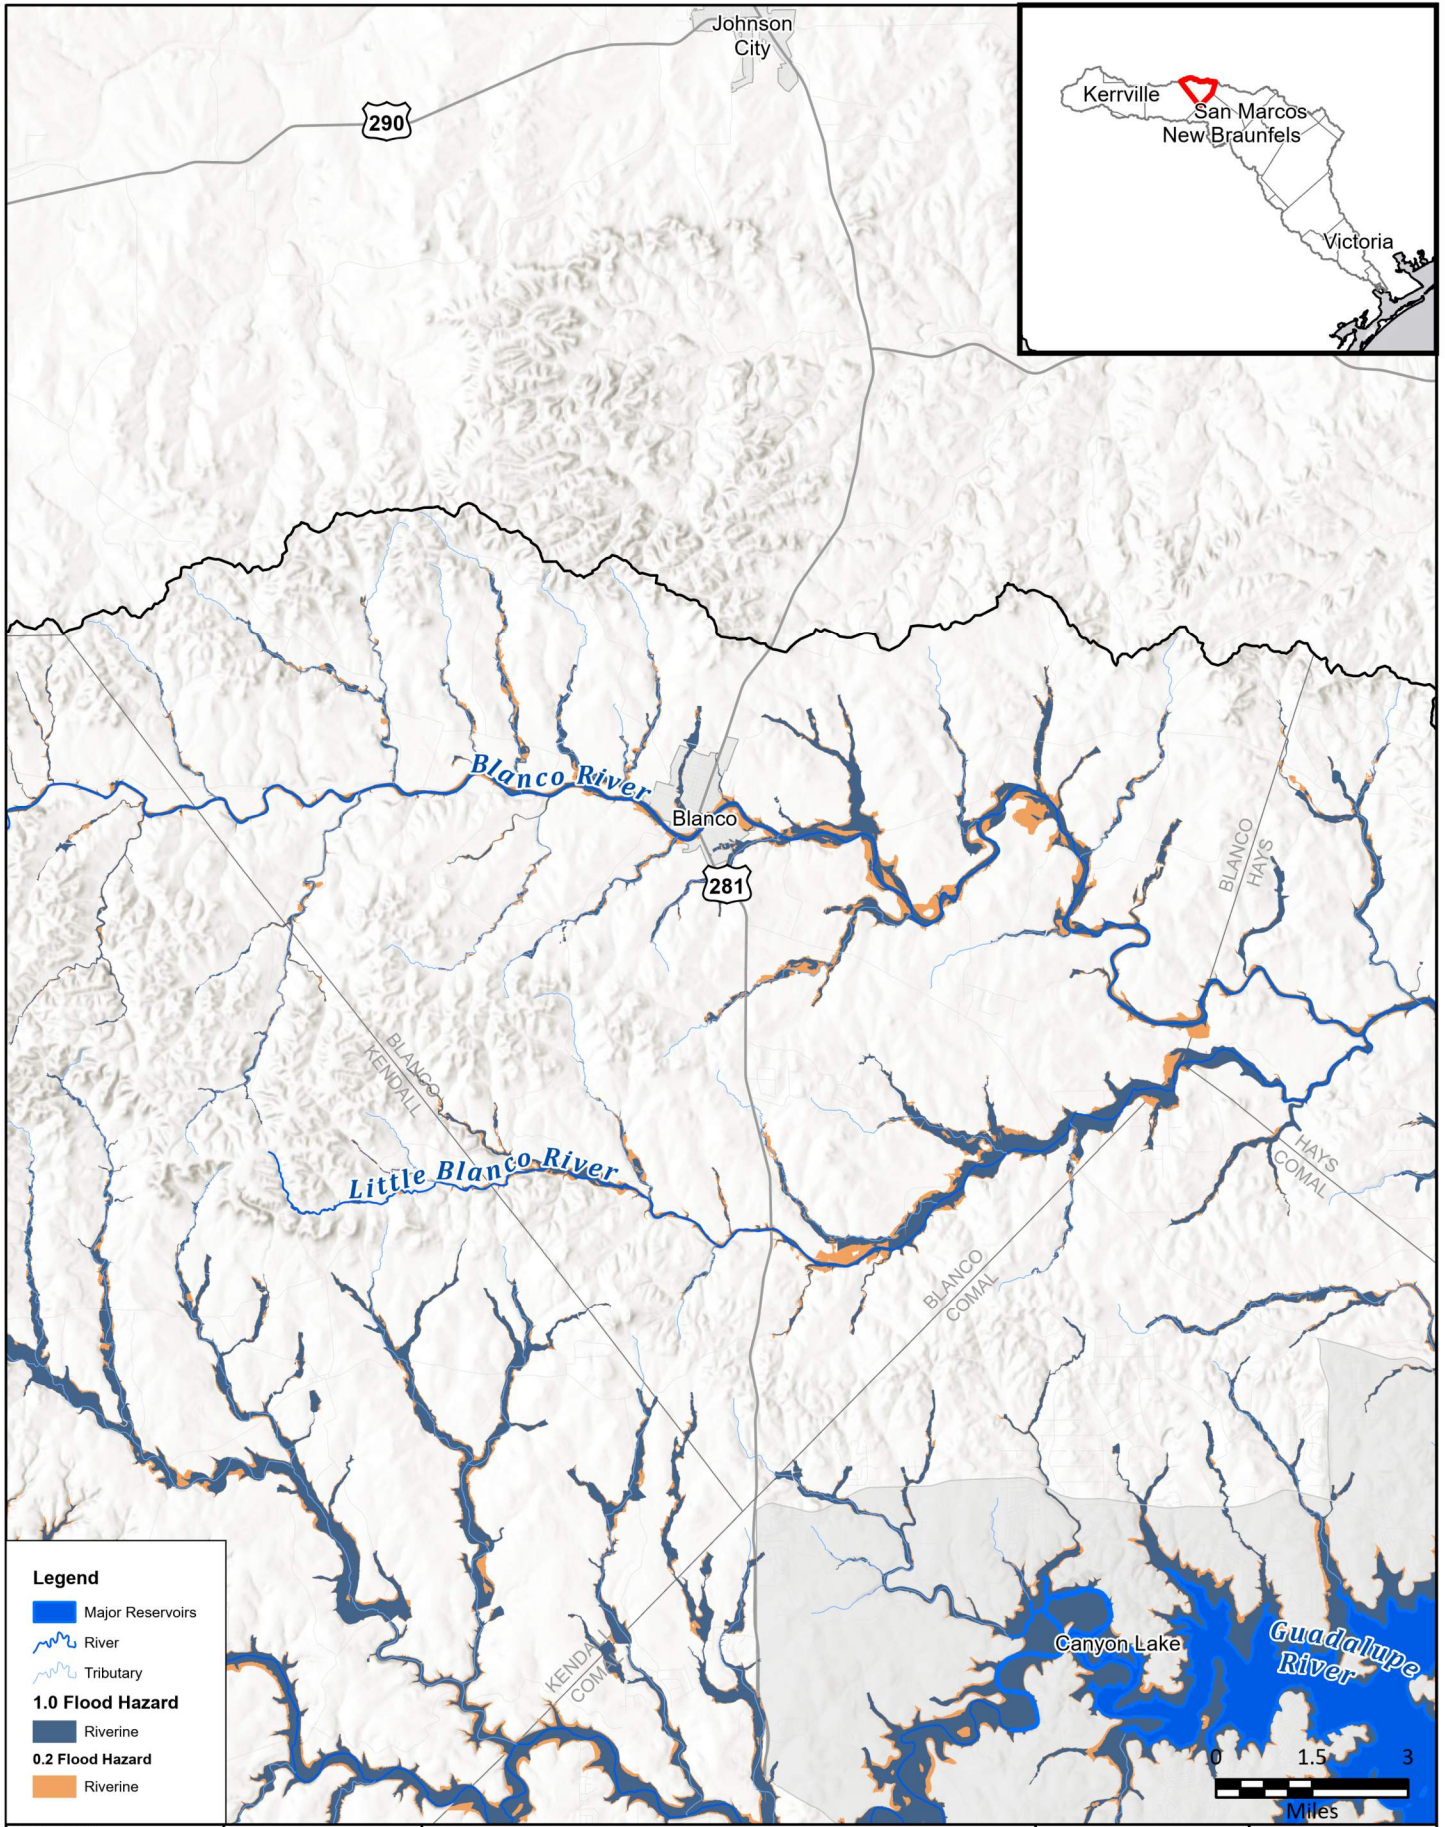 Johnson
City
290
Kerrville
San Marcos
New Braunfels
Victoria
Blanco River
Blanco
281
BLANCO
HAYS
BLANCO
KENDALL
Little Blanco River
HAYS
COMAL
BLANCO
COMAL
KENDALL
COMAL
Canyon Lake
Guadalupe
River
Legend
Major Reservoirs
River
Tributary
1.0 Flood Hazard
Riverine
0.2 Flood Hazard
Riverine
0 1.5 3
Miles